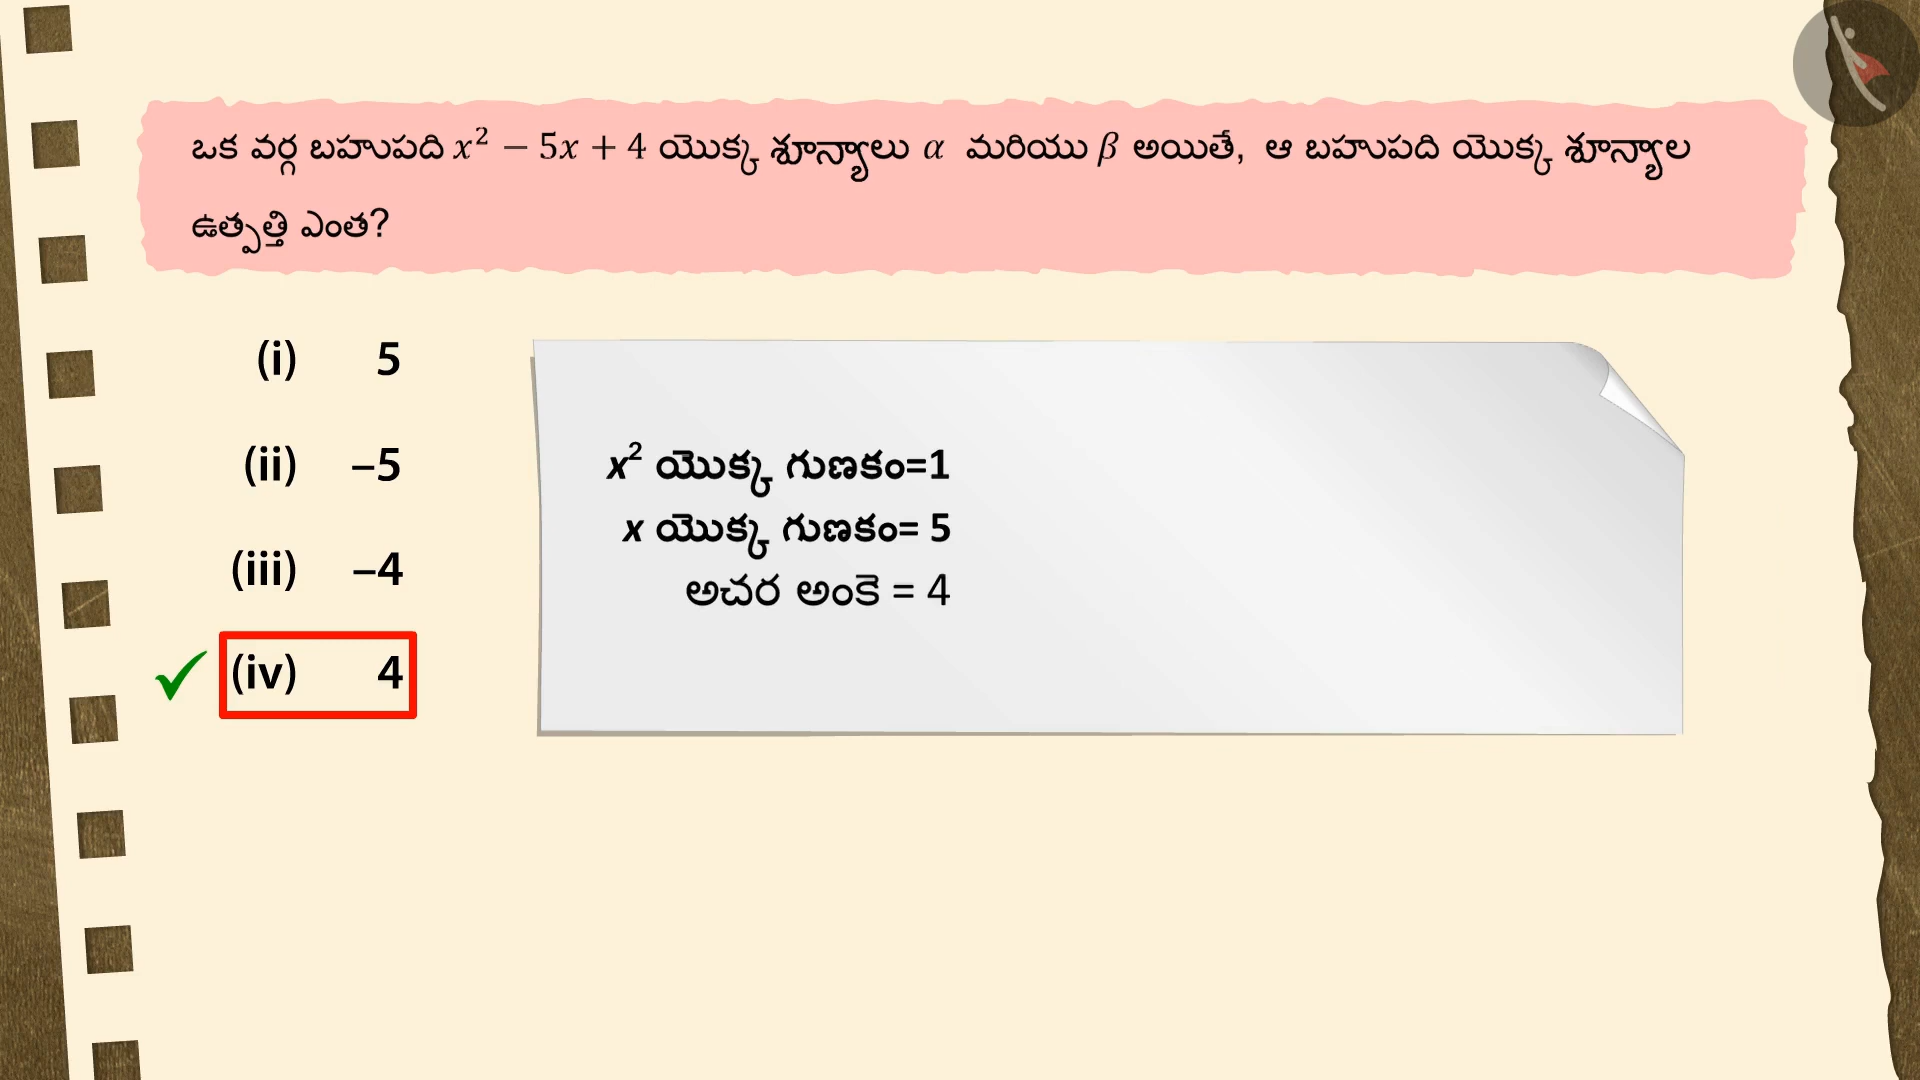 ఒక వర్గ బహుపది x² − 5x + 4 యొక్క శూన్యాలు α మరియు β అయితే, ఆ బహుపది యొక్క శూన్యాల
ఉత్పత్తి ఎంత?
(i) 5
(ii) –5
(iii) –4
(iv) 4
x² యొక్క గుణకం=1
x యొక్క గుణకం= 5
అచర అంకె = 4